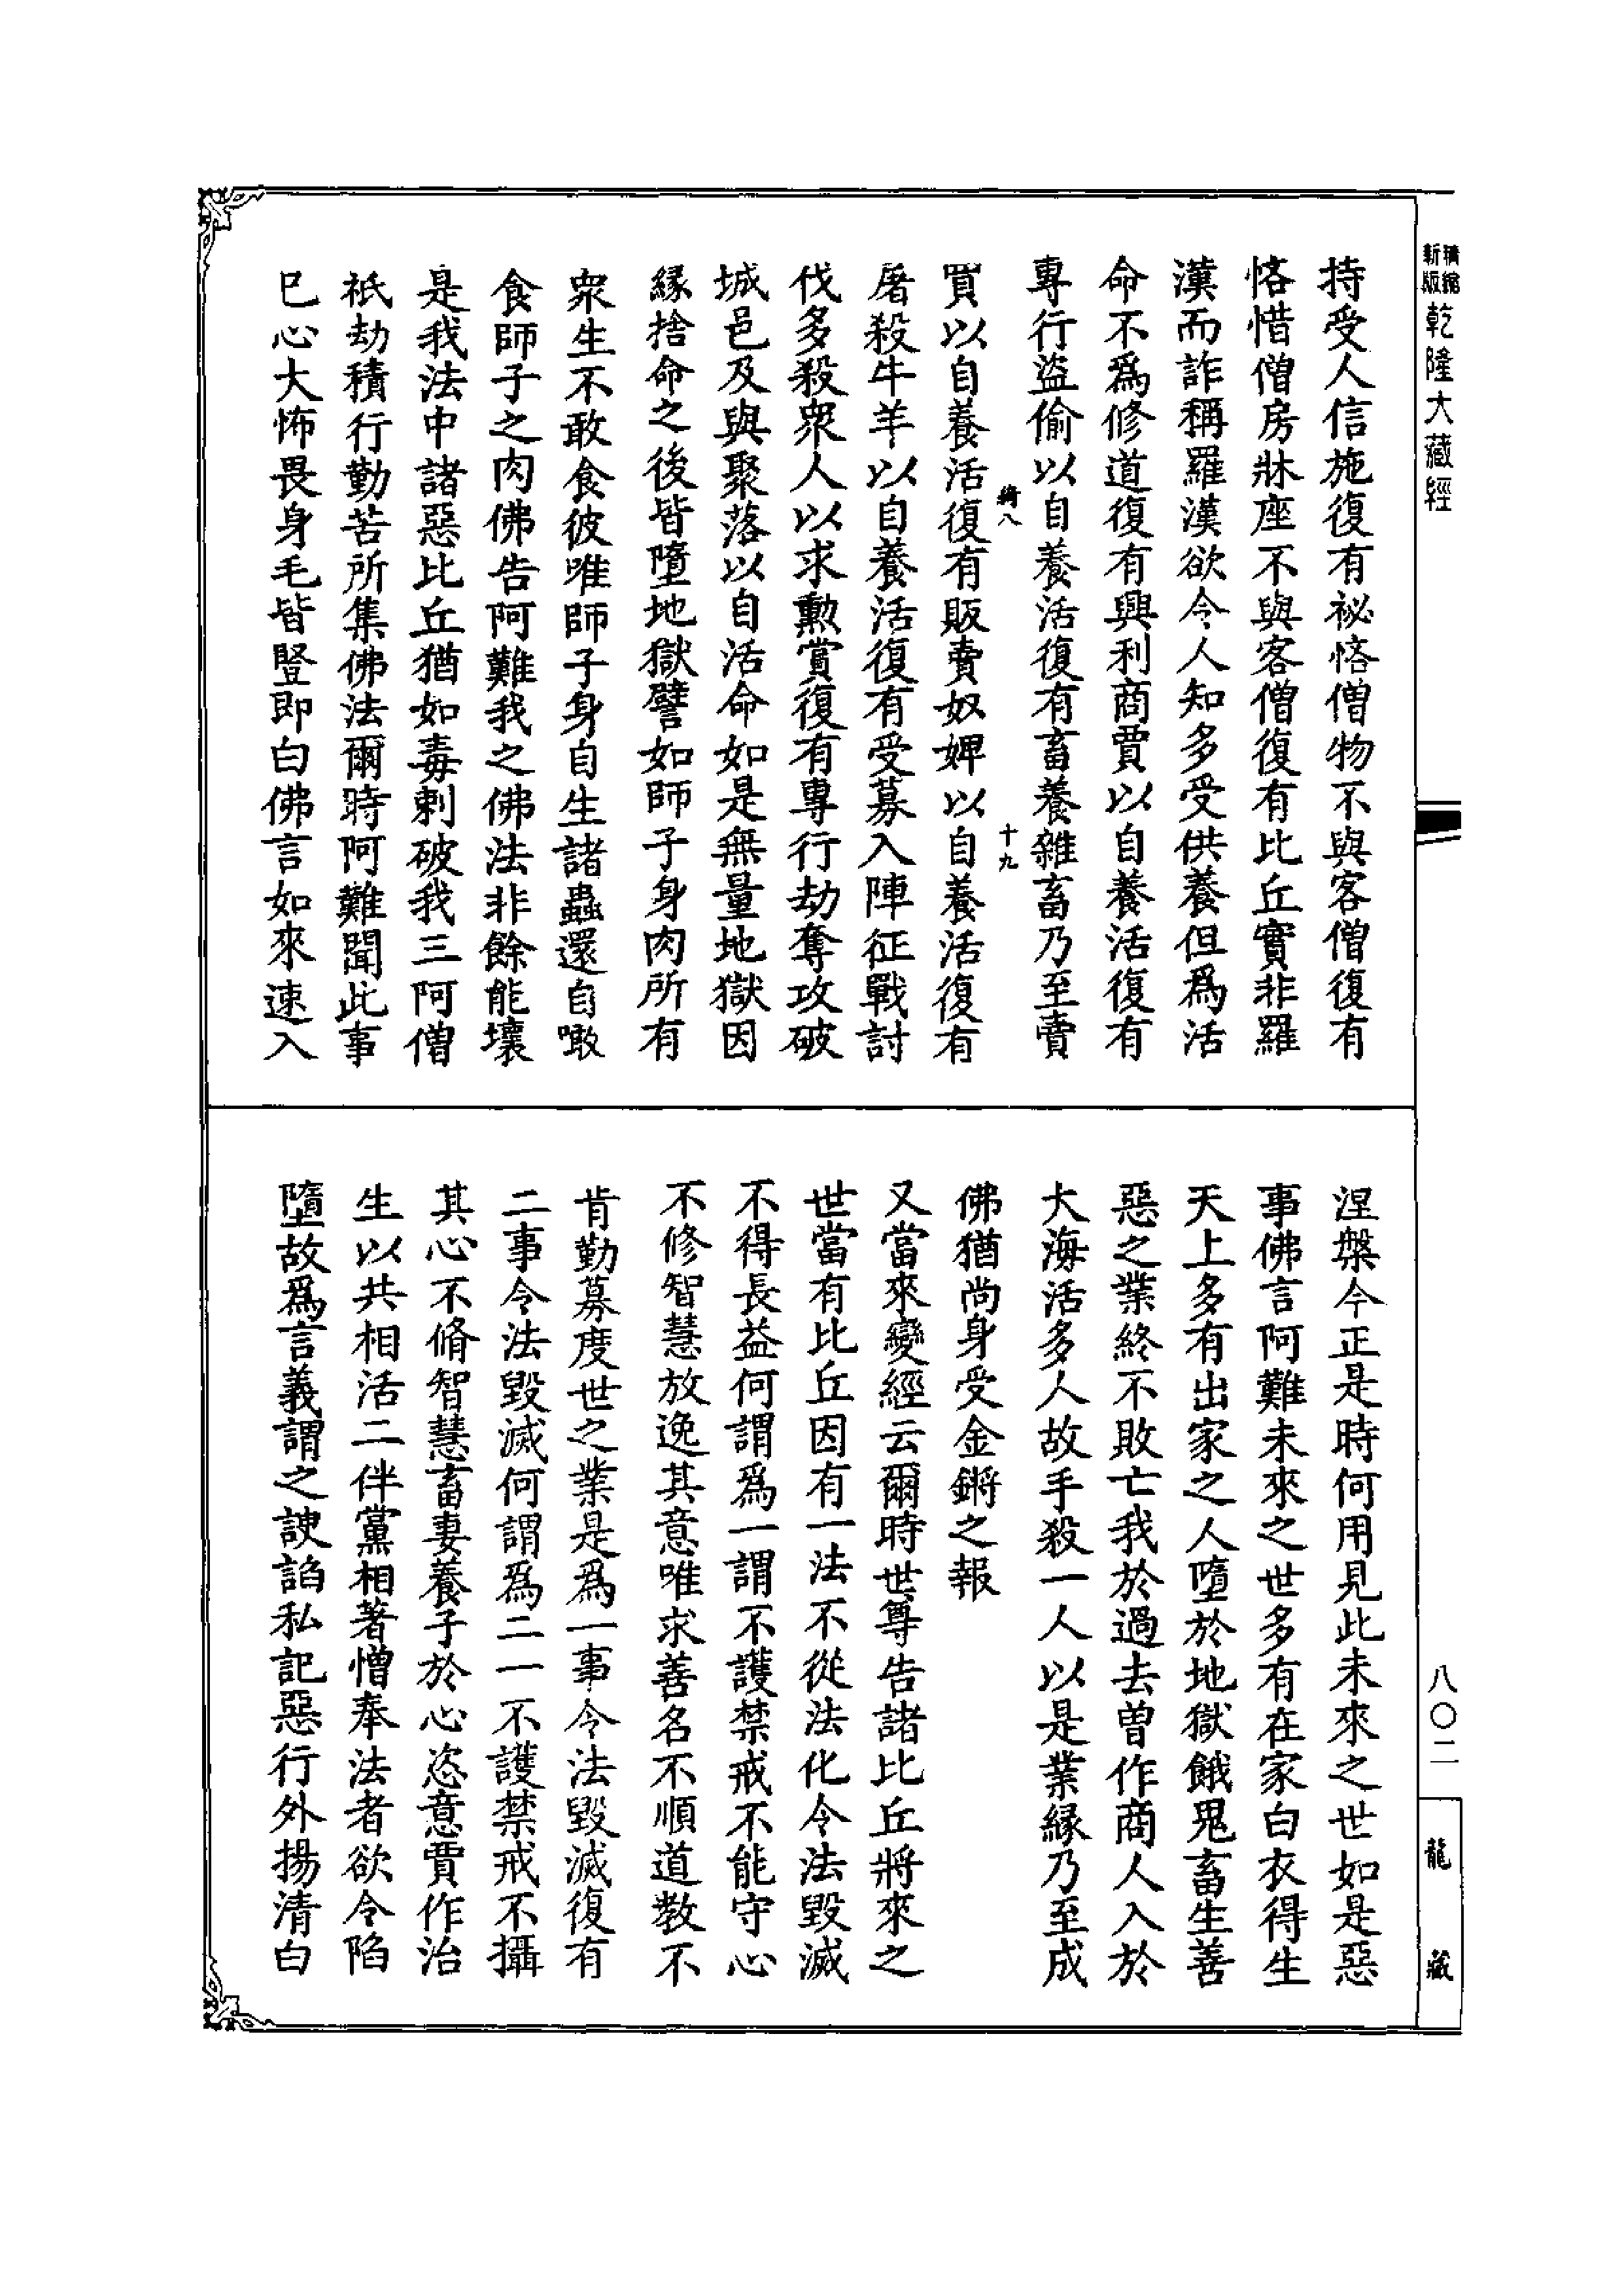 精縮
新版
乾隆大藏經
八〇二
龍藏
持受人信施復有祕悋僧物不與客僧復有
悋惜僧房牀座不與客僧復有比丘實非羅
漢而詐稱羅漢欲令人知多受供養但爲活
命不爲修道復有興利商賈以自養活復有
專行盜偷以自養活復有畜養雜畜乃至賣
綺八 十九
買以自養活復有販賣奴婢以自養活復有
屠殺牛羊以自養活復有受募入陣征戰討
伐多殺衆人以求勳賞復有專行劫奪攻破
城邑及與聚落以自活命如是無量地獄因
緣捨命之後皆墮地獄譬如師子身肉所有
衆生不敢食彼唯師子身自生諸蟲還自噉
食師子之肉佛告阿難我之佛法非餘能壞
是我法中諸惡比丘猶如毒刺破我三阿僧
祇劫積行勤苦所集佛法爾時阿難聞此事
已心大怖畏身毛皆豎即白佛言如來速入
涅槃今正是時何用見此未來之世如是惡
事佛言阿難未來之世多有在家白衣得生
天上多有出家之人墮於地獄餓鬼畜生善
惡之業終不敗亡我於過去曾作商人入於
大海活多人故手殺一人以是業緣乃至成
佛猶尚身受金鏘之報
又當來變經云爾時世尊告諸比丘將來之
世當有比丘因有一法不從法化令法毀滅
不得長益何謂爲一謂不護禁戒不能守心
不修智慧放逸其意唯求善名不順道教不
肯勤募度世之業是爲一事令法毀滅復有
二事令法毀滅何謂爲二一不護禁戒不攝
其心不脩智慧畜妻養子於心恣意賈作治
生以共相活二伴黨相著憎奉法者欲令陷
墮故爲言義謂之諛諂私記惡行外揚清白